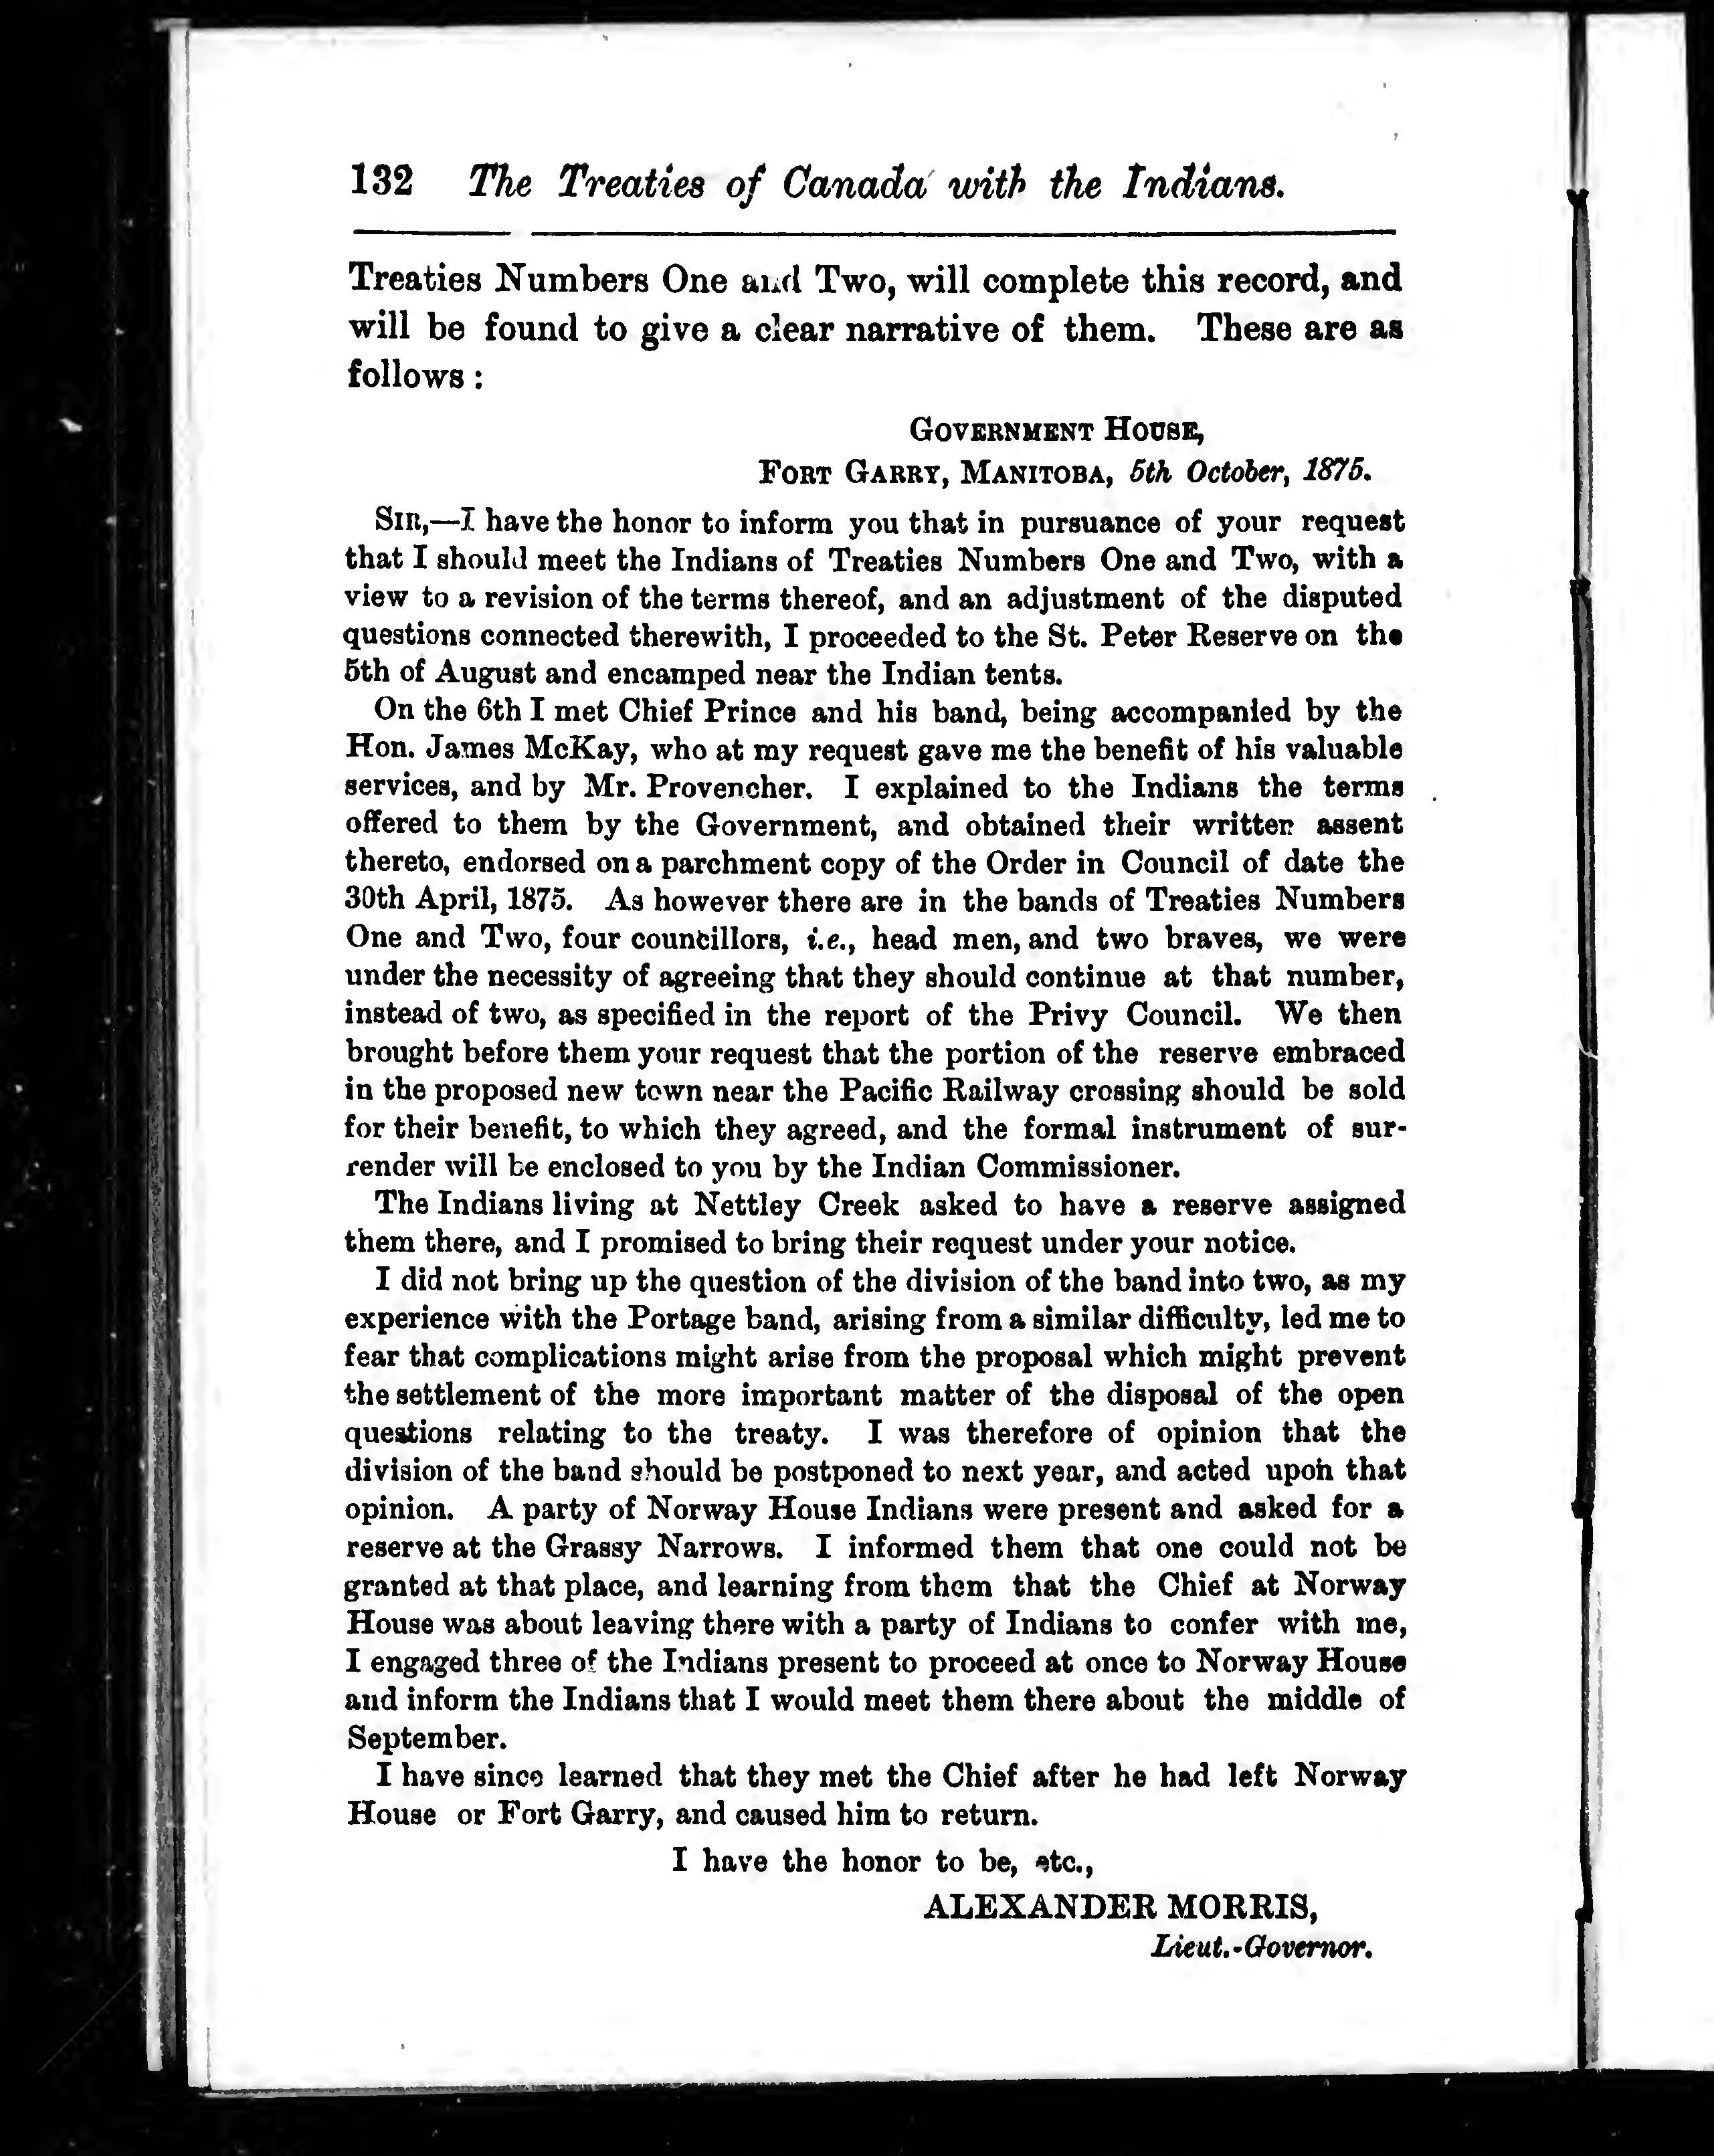 132 The Treaties of Canada with the Indians.
Treaties Numbers One and Two, will complete this record, and
will be found to give a clear narrative of them. These are as
follows :
GOVERNMENT HOUSE,
FORT GARRY, MANITOBA, 5th October, 1875.
SIR,—I have the honor to inform you that in pursuance of your request
that I should meet the Indians of Treaties Numbers One and Two, with a
view to a revision of the terms thereof, and an adjustment of the disputed
questions connected therewith, I proceeded to the St. Peter Reserve on the
5th of August and encamped near the Indian tents.
On the 6th I met Chief Prince and his band, being accompanied by the
Hon. James McKay, who at my request gave me the benefit of his valuable
services, and by Mr. Provencher. I explained to the Indians the terms
offered to them by the Government, and obtained their written assent
thereto, endorsed on a parchment copy of the Order in Council of date the
30th April, 1875. As however there are in the bands of Treaties Numbers
One and Two, four councillors, i.e., head men, and two braves, we were
under the necessity of agreeing that they should continue at that number,
instead of two, as specified in the report of the Privy Council. We then
brought before them your request that the portion of the reserve embraced
in the proposed new town near the Pacific Railway crossing should be sold
for their benefit, to which they agreed, and the formal instrument of sur-
render will be enclosed to you by the Indian Commissioner.
The Indians living at Nettley Creek asked to have a reserve assigned
them there, and I promised to bring their request under your notice.
I did not bring up the question of the division of the band into two, as my
experience with the Portage band, arising from a similar difficulty, led me to
fear that complications might arise from the proposal which might prevent
the settlement of the more important matter of the disposal of the open
questions relating to the treaty. I was therefore of opinion that the
division of the band should be postponed to next year, and acted upon that
opinion. A party of Norway House Indians were present and asked for a
reserve at the Grassy Narrows. I informed them that one could not be
granted at that place, and learning from them that the Chief at Norway
House was about leaving there with a party of Indians to confer with me,
I engaged three of the Indians present to proceed at once to Norway House
and inform the Indians that I would meet them there about the middle of
September.
I have since learned that they met the Chief after he had left Norway
House or Fort Garry, and caused him to return.
I have the honor to be, etc.,
ALEXANDER MORRIS,
Lieut.-Governor.